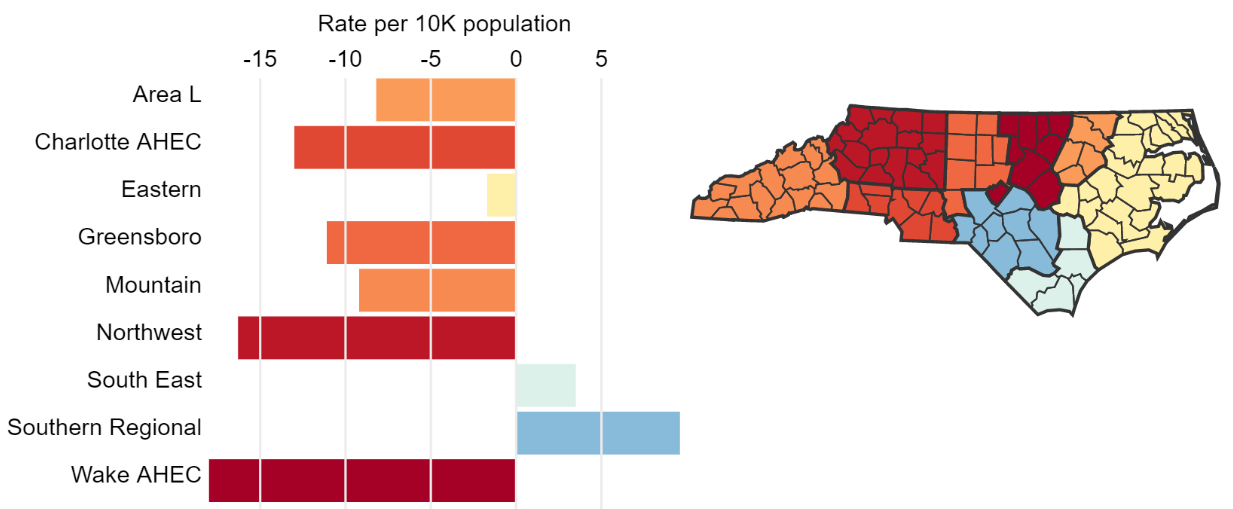 Rate per 10K population
-15 -10 -5 0 5
Area L
Charlotte AHEC
Eastern
Greensboro
Mountain
Northwest
South East
Southern Regional
Wake AHEC